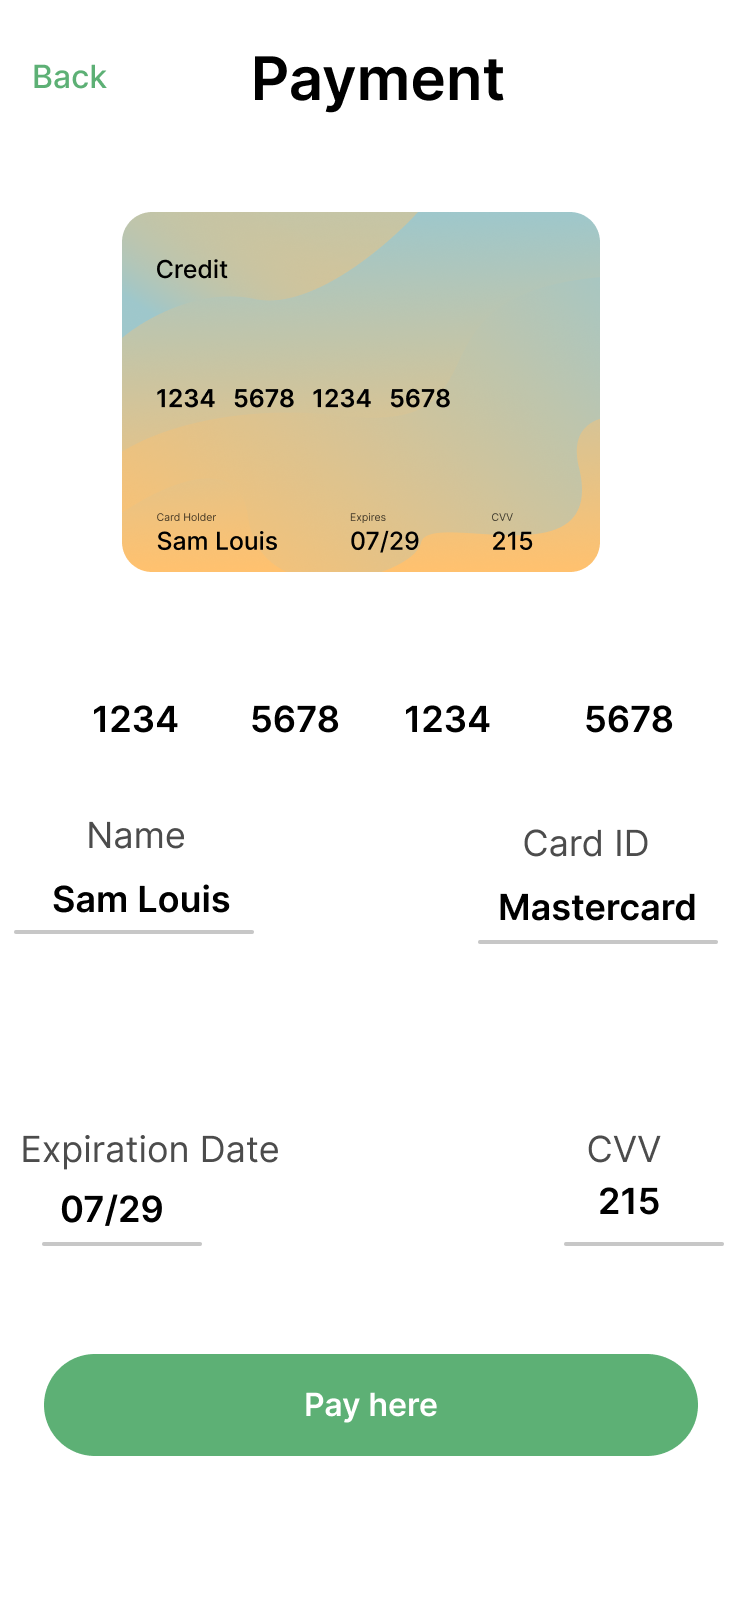 Back Payment
Credit
1234 5678 1234 5678
Card Holder Expires CVV
Sam Louis 07/29 215
1234 5678 1234 5678
Name Card ID
Sam Louis Mastercard
Expiration Date CVV
07/29 215
Pay here